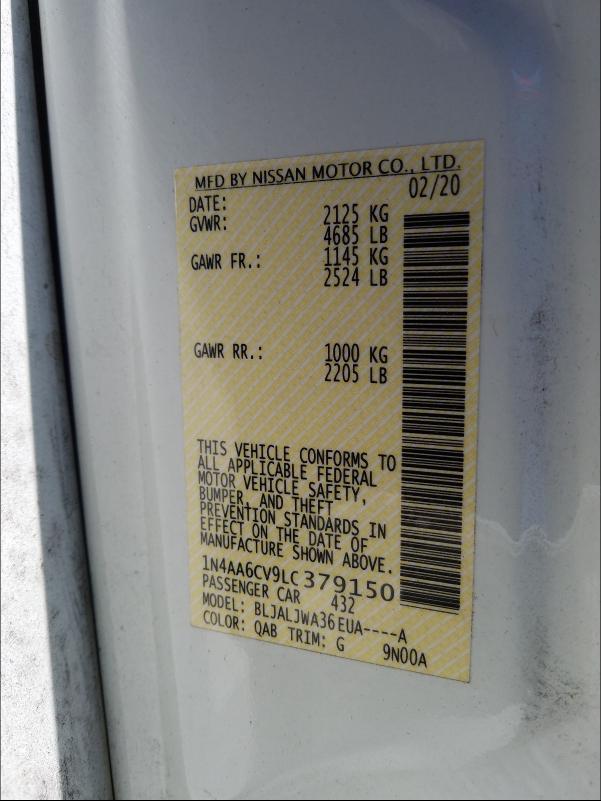 MFD BY NISSAN MOTOR CO., LTD.
DATE: 02/20
GVWR: 2125 KG
4685 LB
GAWR FR.: 1145 KG
2524 LB
GAWR RR.: 1000 KG
2205 LB
THIS VEHICLE CONFORMS TO
ALL APPLICABLE FEDERAL
MOTOR VEHICLE SAFETY,
BUMPER, AND THEFT
PREVENTION STANDARDS IN
EFFECT ON THE DATE OF
MANUFACTURE SHOWN ABOVE.
1N4AA6CV9LC379150
PASSENGER CAR 432
MODEL: BLJALJWA36EUA----A
COLOR: QAB TRIM: G 9N00A